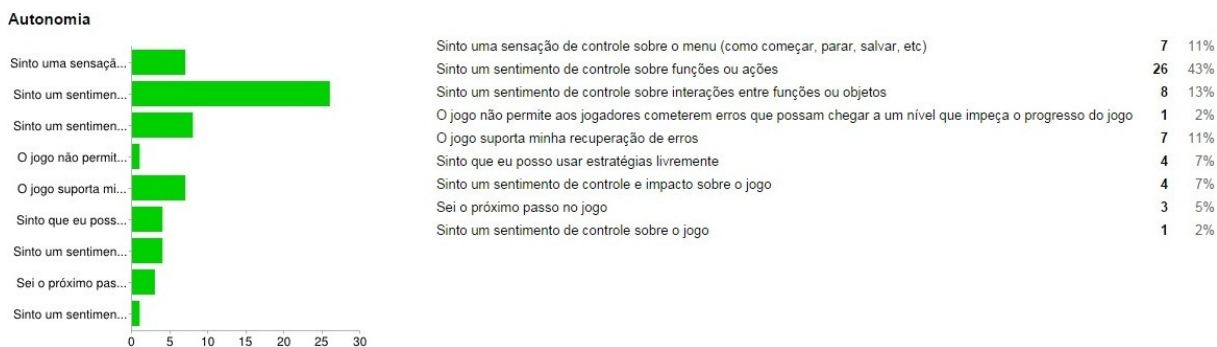 Autonomia
Sinto uma sensaçã...
Sinto um sentimen...
Sinto um sentimen...
O jogo não permit...
O jogo suporta mi...
Sinto que eu poss...
Sinto um sentimen...
Sei o próximo pas...
Sinto um sentimen...
0 5 10 15 20 25 30
Sinto uma sensação de controle sobre o menu (como começar, parar, salvar, etc) 7 11%
Sinto um sentimento de controle sobre funções ou ações 26 43%
Sinto um sentimento de controle sobre interações entre funções ou objetos 8 13%
O jogo não permite aos jogadores cometerem erros que possam chegar a um nível que impeça o progresso do jogo 1 2%
O jogo suporta minha recuperação de erros 7 11%
Sinto que eu posso usar estratégias livremente 4 7%
Sinto um sentimento de controle e impacto sobre o jogo 4 7%
Sei o próximo passo no jogo 3 5%
Sinto um sentimento de controle sobre o jogo 1 2%